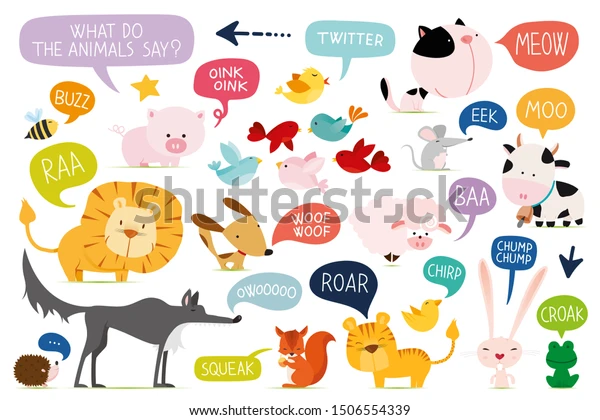 WHAT DO
THE ANIMALS SAY?
TWITTER
MEOW
OINK
OINK
BUZZ
EEK
MOO
RAA
BAA
WOOF
WOOF
CHUMP
CHUMP
ROAR
CHIRP
OWOOOOO
CROAK
...
SQUEAK
shutterstock
shutterstock.com · 1506554339